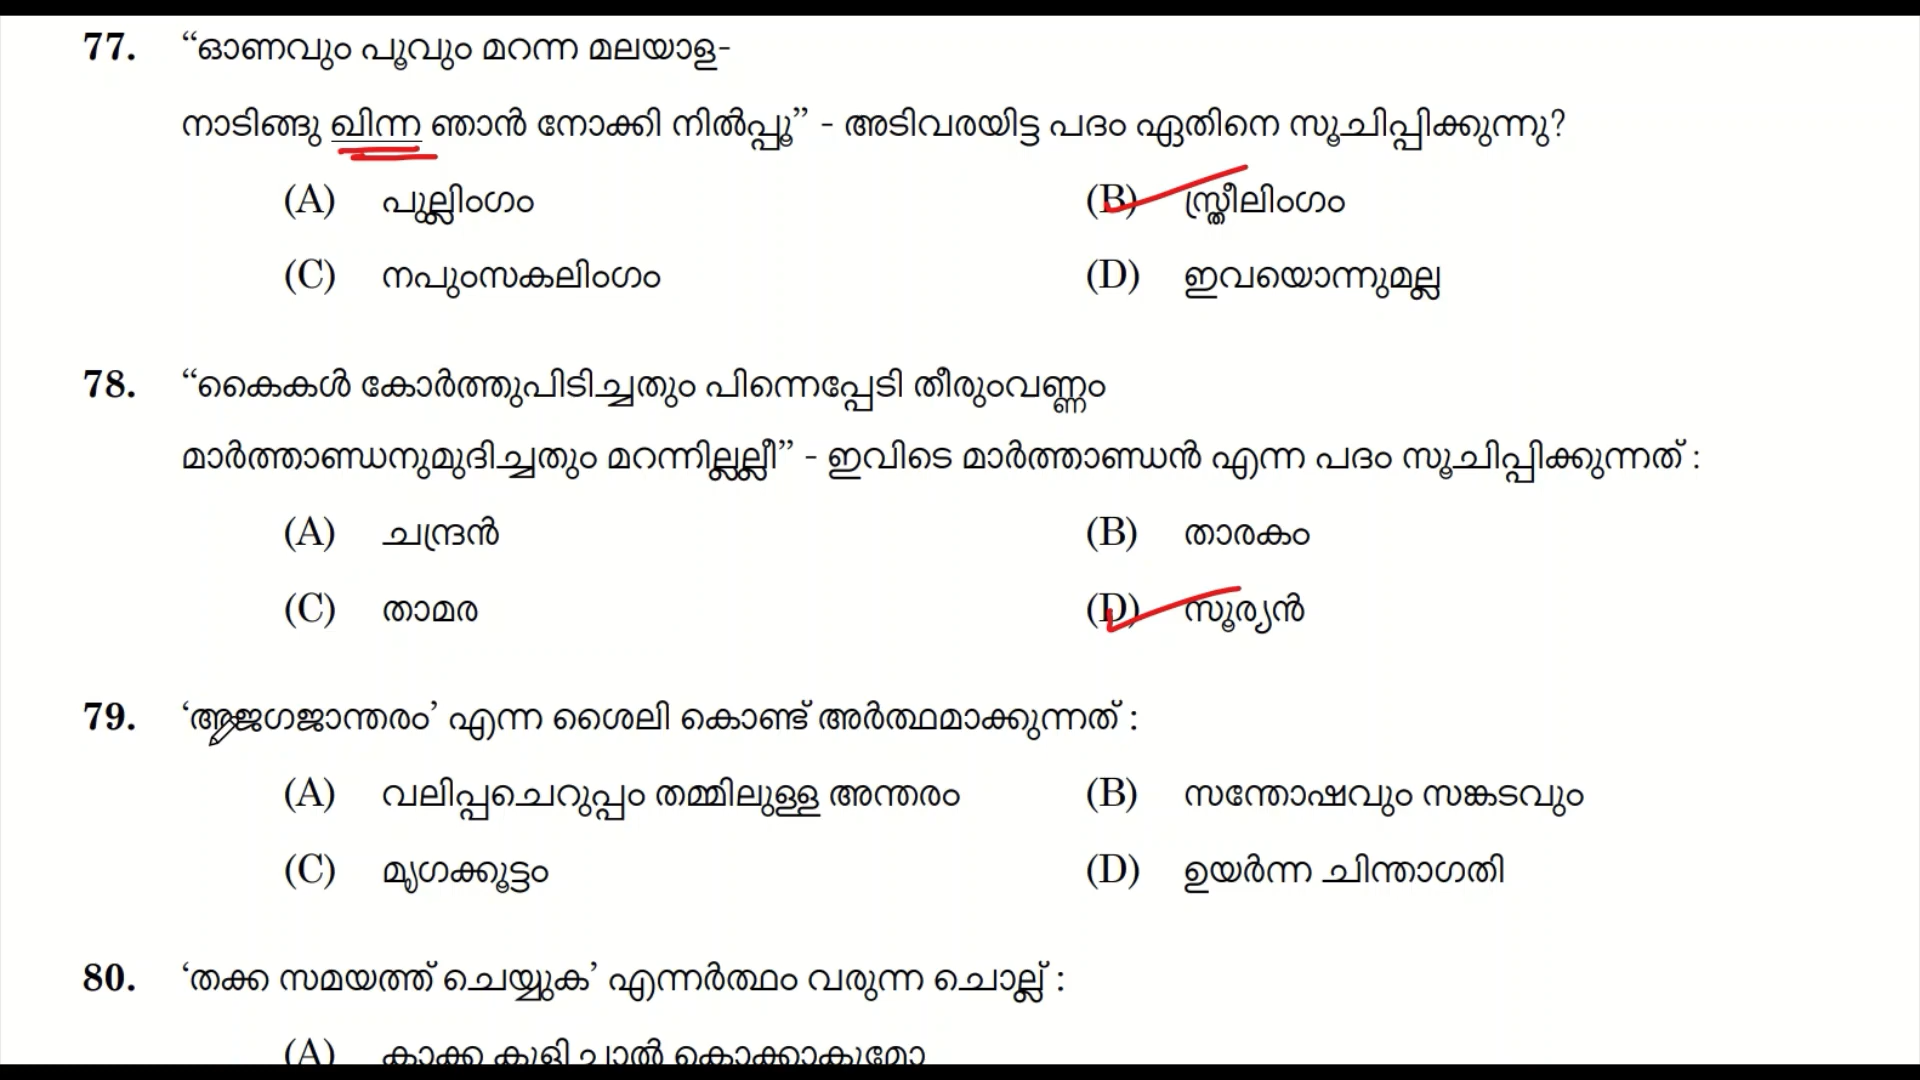 77. “ഓണവും പൂവും മറന്ന മലയാള-
നാടിങ്ങു ഖിന്ന ഞാൻ നോക്കി നിൽപ്പൂ” - അടിവരയിട്ട പദം ഏതിനെ സൂചിപ്പിക്കുന്നു?
(A) പുല്ലിംഗം (B) സ്ത്രീലിംഗം
(C) നപുംസകലിംഗം (D) ഇവയൊന്നുമല്ല
78. “കൈകൾ കോർത്തുപിടിച്ചതും പിന്നെപ്പേടി തീരുംവണ്ണം
മാർത്താണ്ഡനുമുദിച്ചതും മറന്നില്ലല്ലീ” - ഇവിടെ മാർത്താണ്ഡൻ എന്ന പദം സൂചിപ്പിക്കുന്നത് :
(A) ചന്ദ്രൻ (B) താരകം
(C) താമര (D) സൂര്യൻ
79. ‘അജഗജാന്തരം’ എന്ന ശൈലി കൊണ്ട് അർത്ഥമാക്കുന്നത് :
(A) വലിപ്പചെറുപ്പം തമ്മിലുള്ള അന്തരം (B) സന്തോഷവും സങ്കടവും
(C) മൃഗക്കൂട്ടം (D) ഉയർന്ന ചിന്താഗതി
80. ‘തക്ക സമയത്ത് ചെയ്യുക’ എന്നർത്ഥം വരുന്ന ചൊല്ല് :
(A) കാക്ക കുളിച്ചാൽ കൊക്കാകുമോ